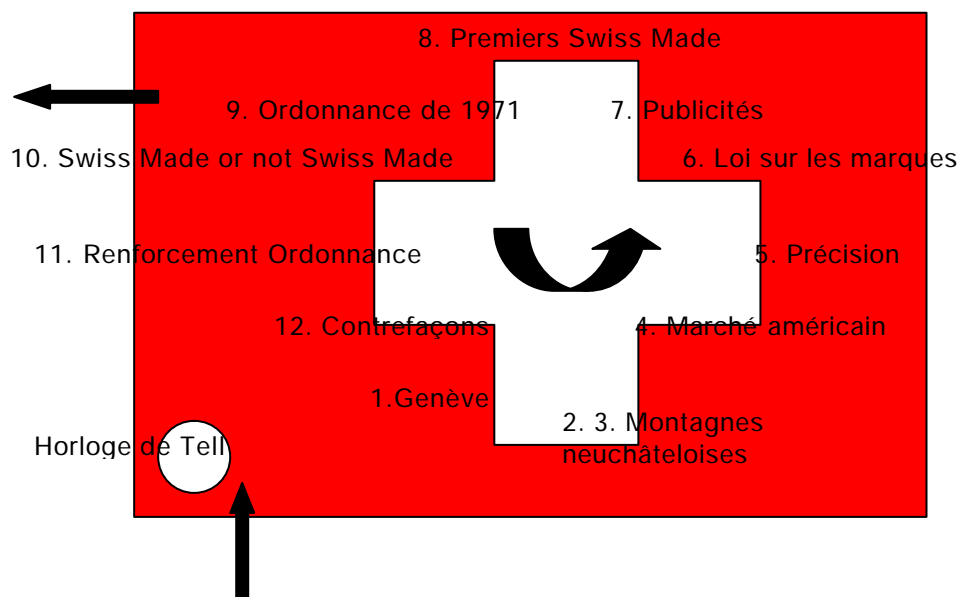 8. Premiers Swiss Made
9. Ordonnance de 1971
7. Publicités
10. Swiss Made or not Swiss Made
6. Loi sur les marques
11. Renforcement Ordonnance
5. Précision
12. Contrefaçons
4. Marché américain
1.Genève
2. 3. Montagnes
neuchâteloises
Horloge de Tell